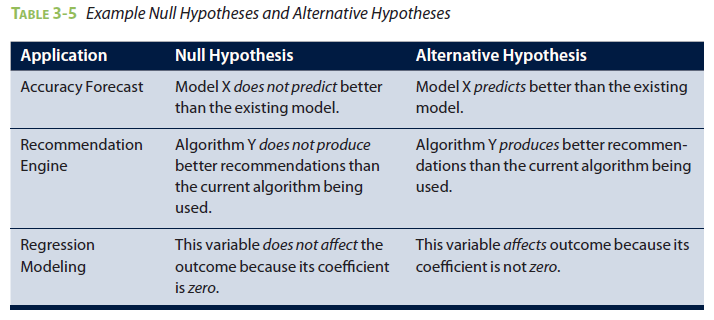 TABLE 3-5 Example Null Hypotheses and Alternative Hypotheses
Application Null Hypothesis Alternative Hypothesis
Accuracy Forecast
Model X does not predict better
than the existing model.
Model X predicts better than the existing
model.
Recommendation
Engine
Algorithm Y does not produce
better recommendations than
the current algorithm being
used.
Algorithm Y produces better recommen-
dations than the current algorithm being
used.
Regression
Modeling
This variable does not affect the
outcome because its coefficient
is zero.
This variable affects outcome because its
coefficient is not zero.